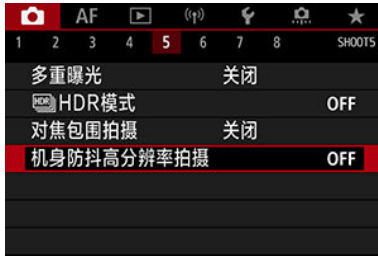 AF
1 2 3 4 5 6 7 8 SHOOT5
多重曝光 关闭
HDR HDR模式 OFF
对焦包围拍摄 关闭
机身防抖高分辨率拍摄 OFF